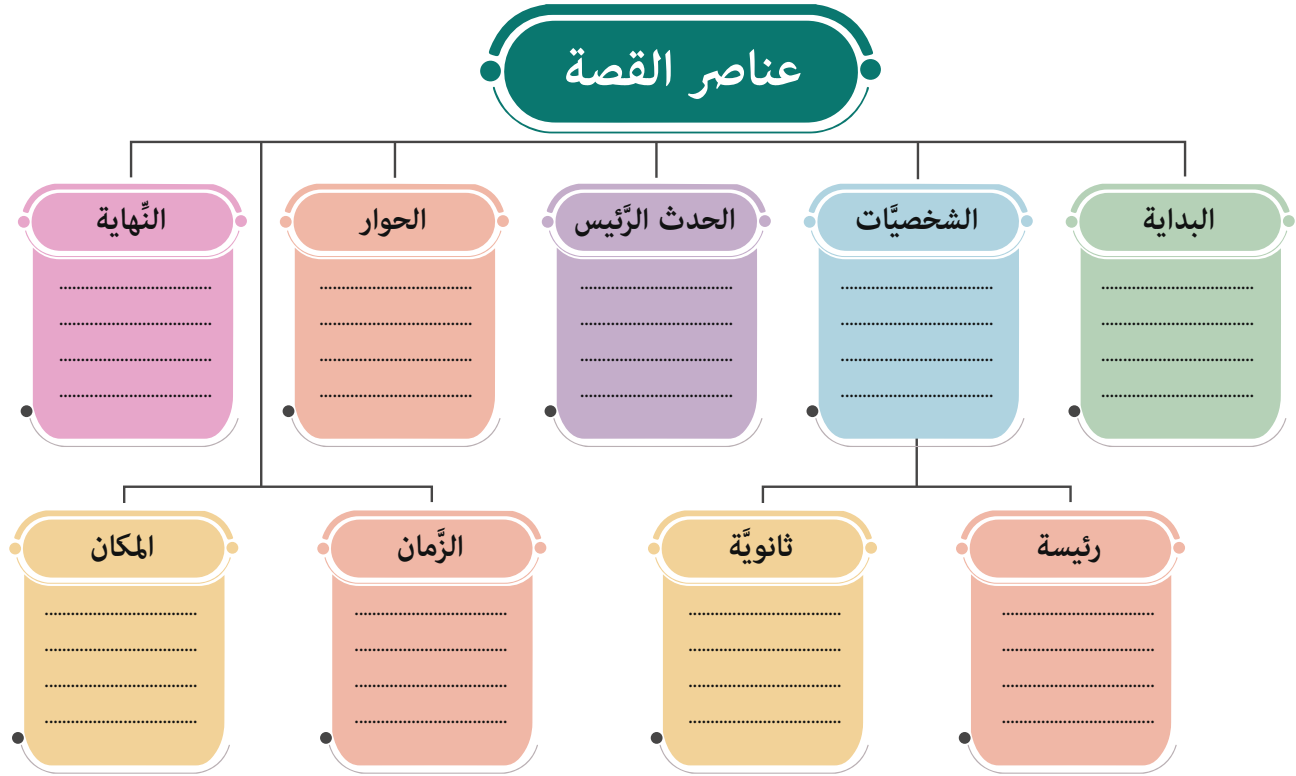 عناصر القصة
البداية
الشخصيَّات
الحدث الرَّئيس
الحوار
النِّهاية
رئيسة
ثانويَّة
الزَّمان
المكان